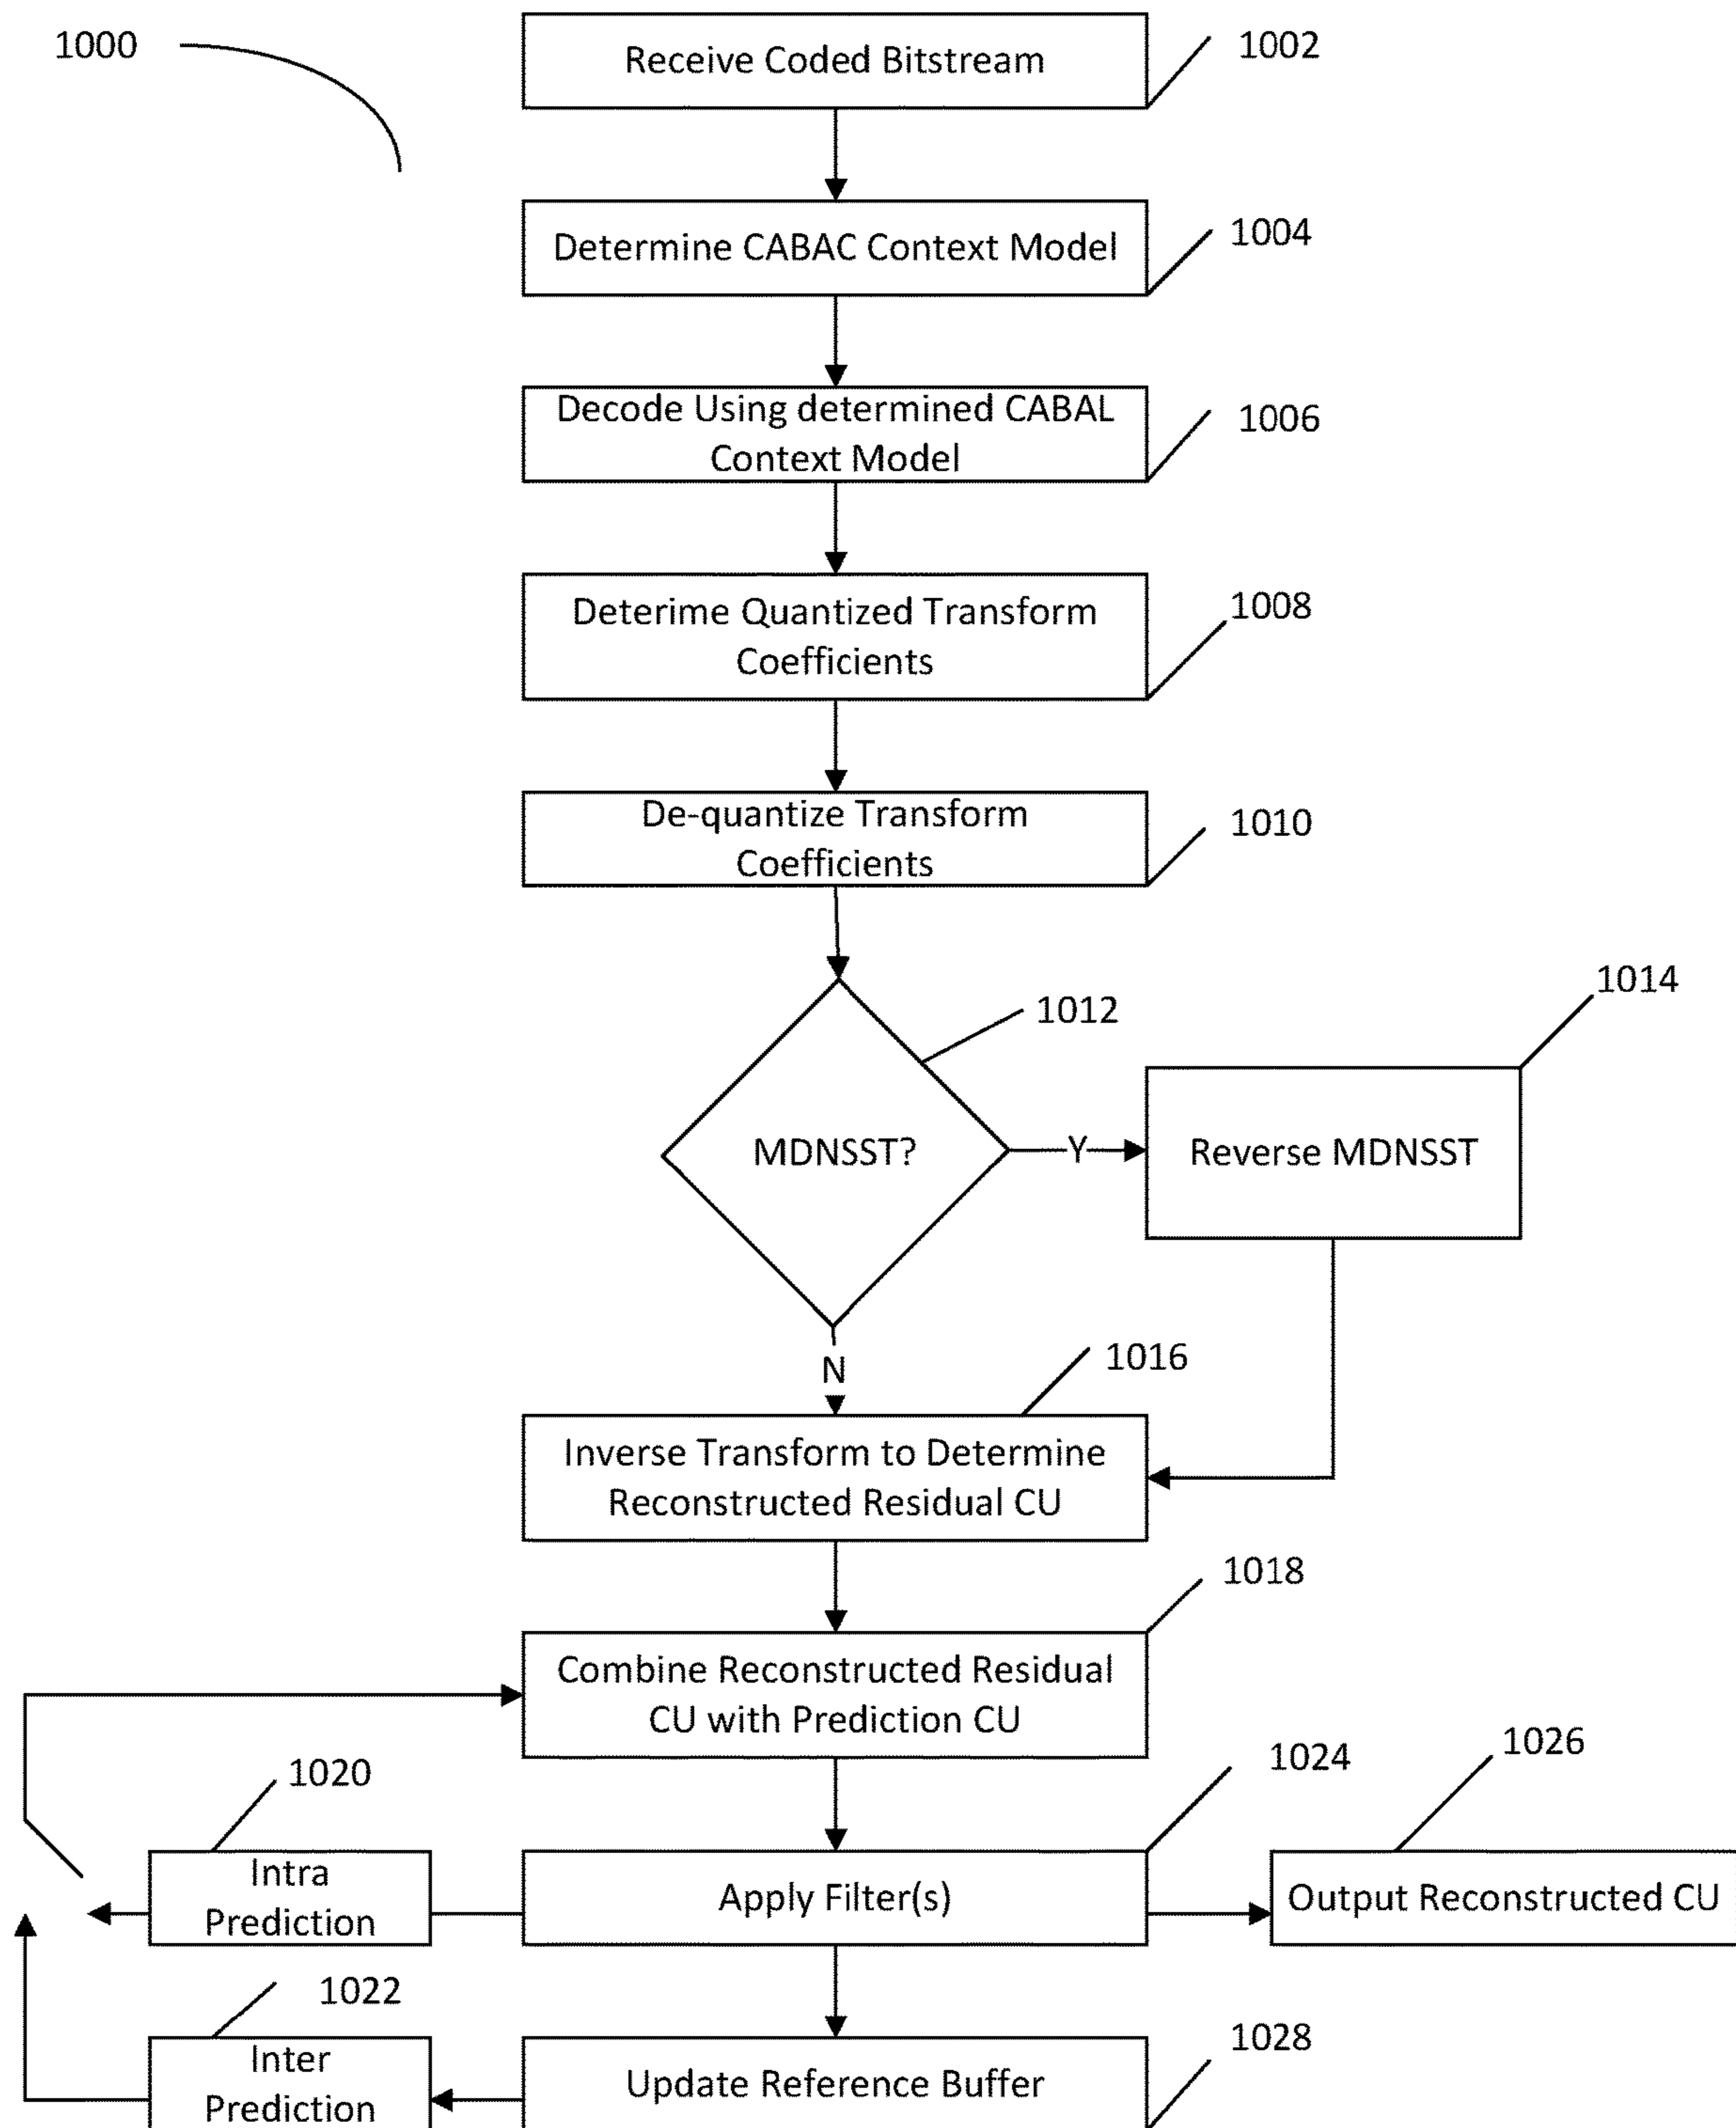 1000
Receive Coded Bitstream
1002
Determine CABAC Context Model
1004
Decode Using determined CABAL
Context Model
1006
Deterime Quantized Transform
Coefficients
1008
De-quantize Transform
Coefficients
1010
1012
MDNSST?
Y
1014
Reverse MDNSST
N
1016
Inverse Transform to Determine
Reconstructed Residual CU
1018
Combine Reconstructed Residual
CU with Prediction CU
1020
Intra
Prediction
1024
Apply Filter(s)
1026
Output Reconstructed CU
1022
Inter
Prediction
Update Reference Buffer
1028